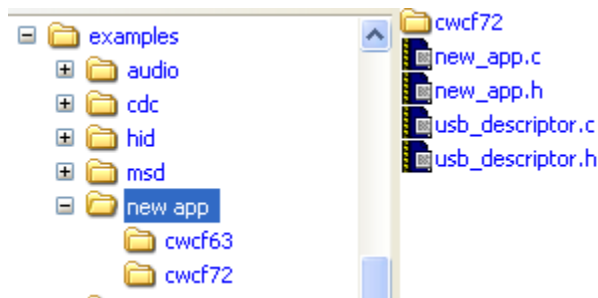 examples
audio
cdc
hid
msd
new app
cwcf63
cwcf72
cwcf72
new_app.c
new_app.h
usb_descriptor.c
usb_descriptor.h